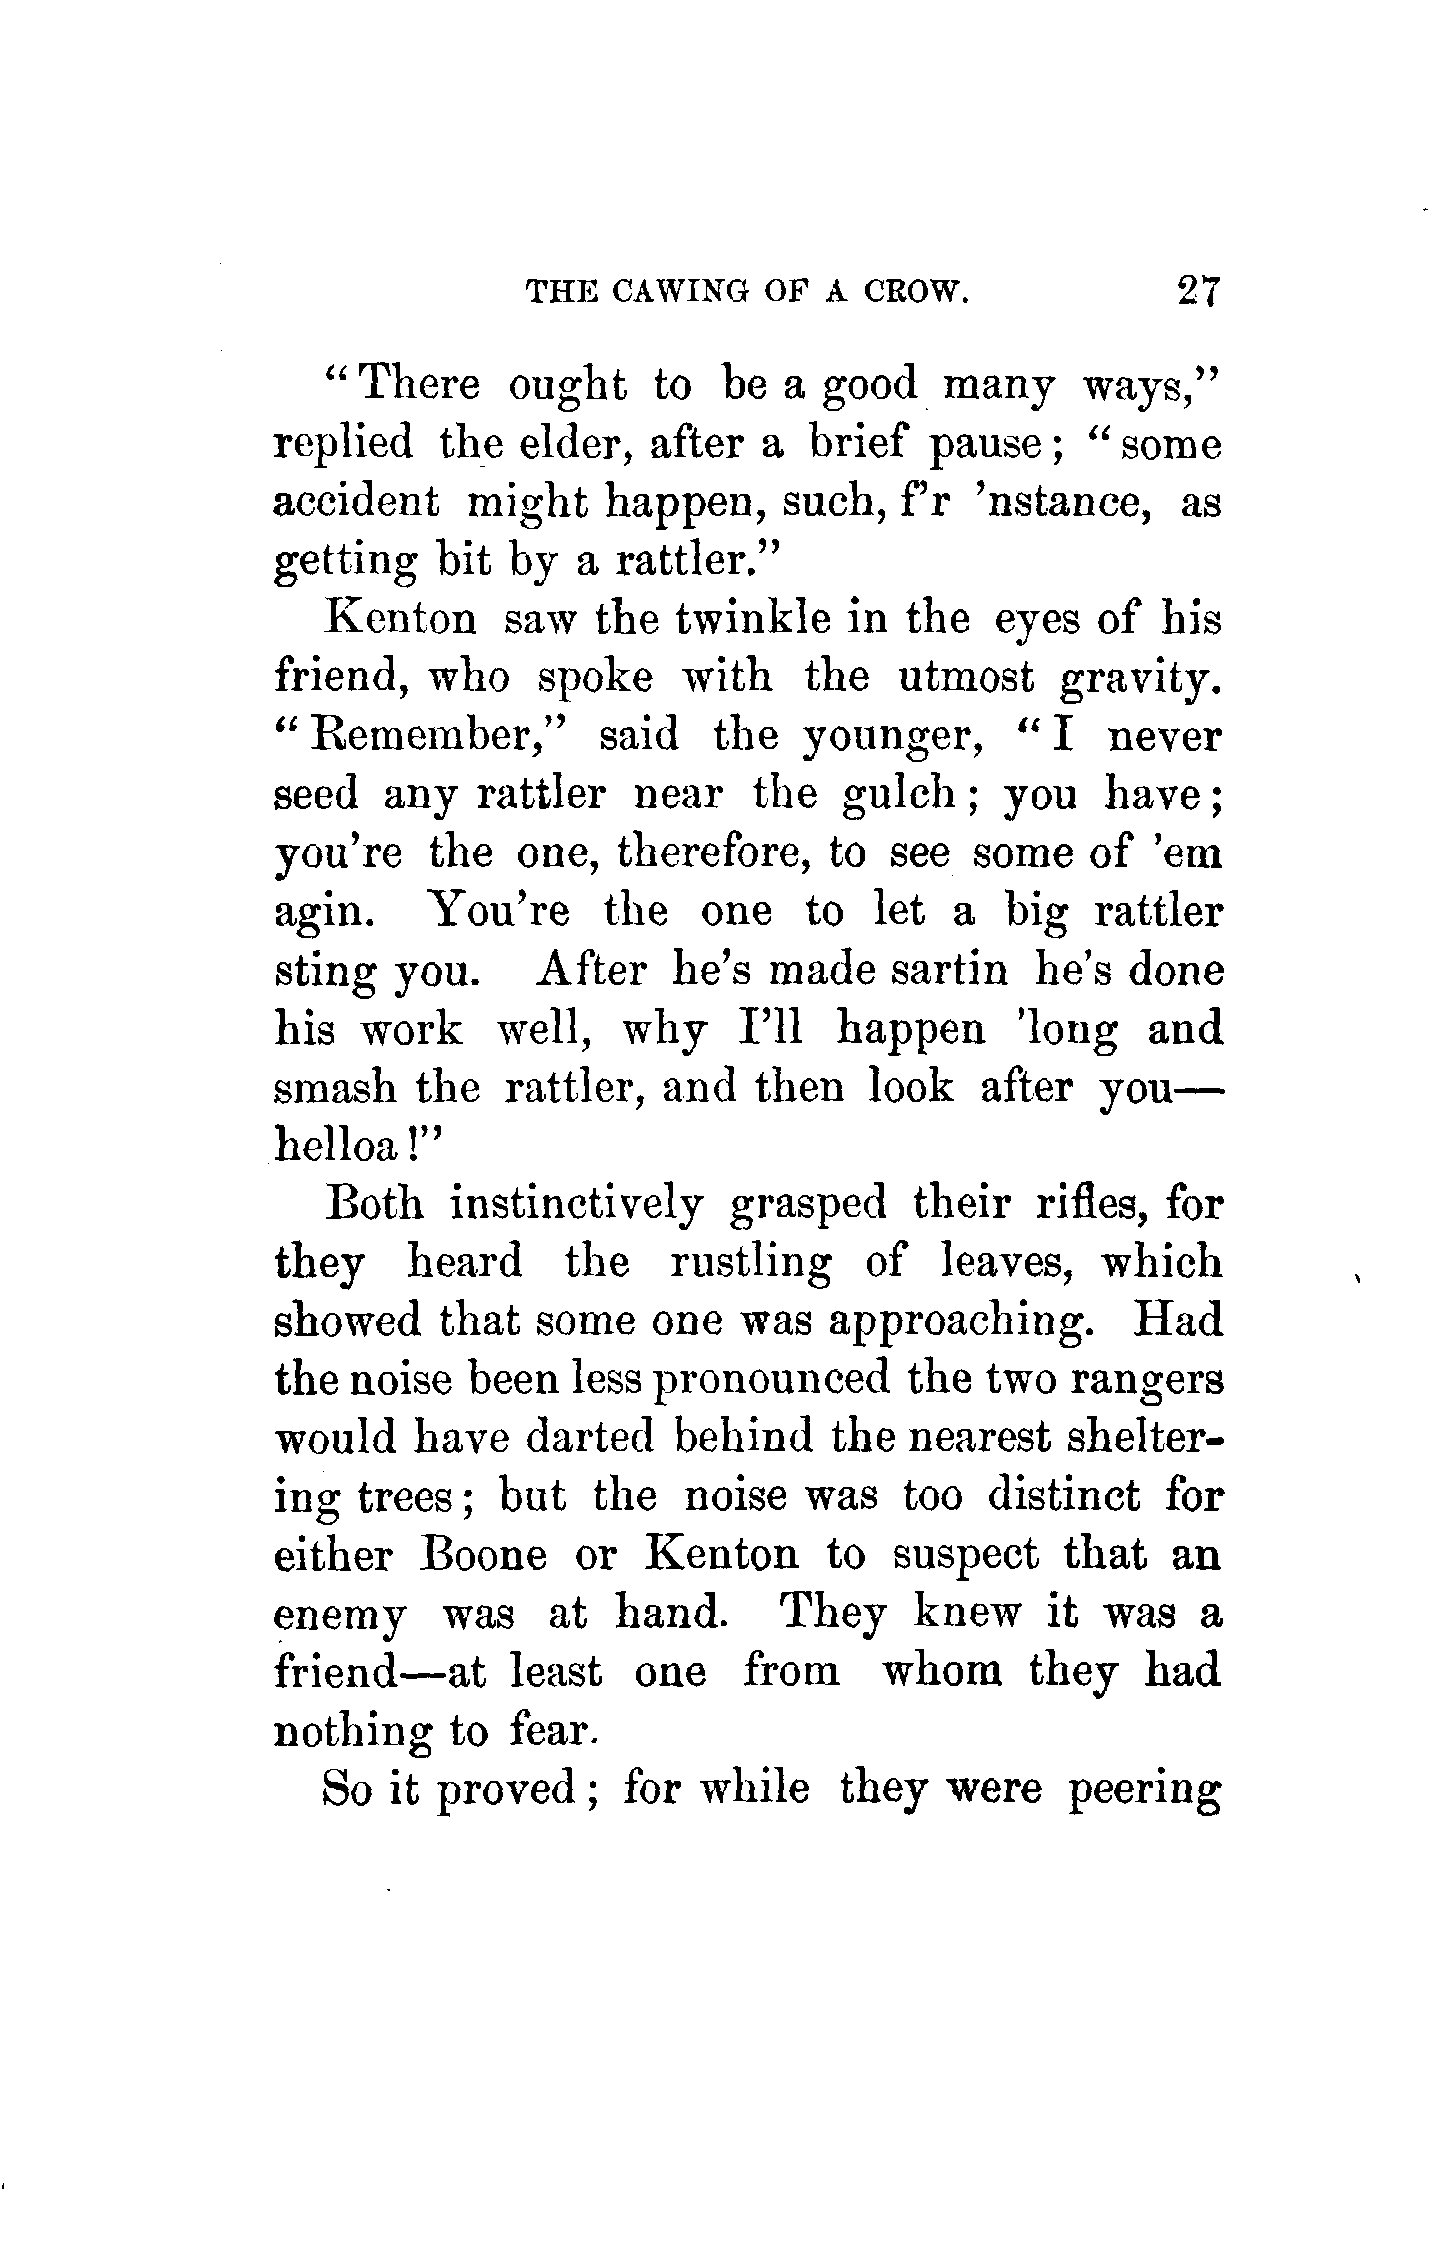 THE CAWING OF A CROW. 27
“There ought to be a good many ways,”
replied the elder, after a brief pause; “some
accident might happen, such, f’r ’nstance, as
getting bit by a rattler.”
Kenton saw the twinkle in the eyes of his
friend, who spoke with the utmost gravity.
“Remember,” said the younger, “I never
seed any rattler near the gulch; you have;
you’re the one, therefore, to see some of ’em
agin. You’re the one to let a big rattler
sting you. After he’s made sartin he’s done
his work well, why I’ll happen ’long and
smash the rattler, and then look after you—
helloa!”
Both instinctively grasped their rifles, for
they heard the rustling of leaves, which
showed that some one was approaching. Had
the noise been less pronounced the two rangers
would have darted behind the nearest shelter-
ing trees; but the noise was too distinct for
either Boone or Kenton to suspect that an
enemy was at hand. They knew it was a
friend—at least one from whom they had
nothing to fear.
So it proved; for while they were peering